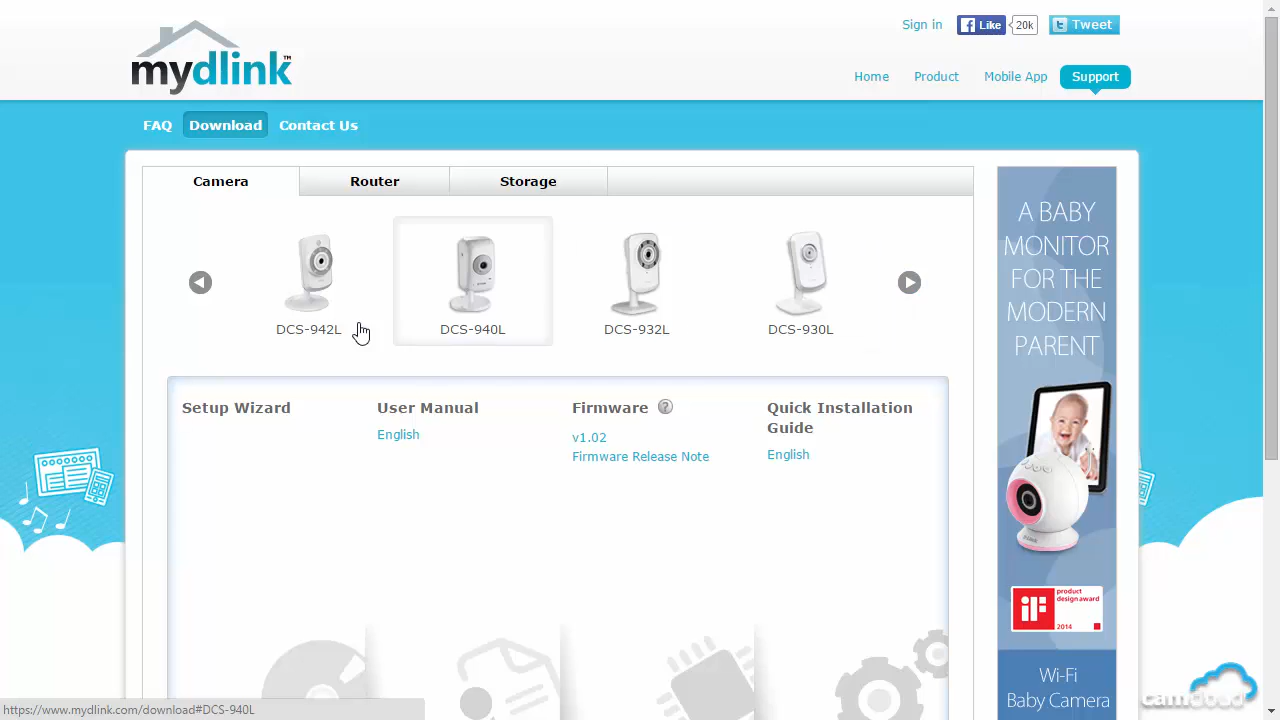 Sign in
Like
20k
Tweet
mydlink™
Home
Product
Mobile App
Support
FAQ
Download
Contact Us
Camera
Router
Storage
DCS-942L
DCS-940L
DCS-932L
DCS-930L
Setup Wizard
User Manual
English
Firmware ?
v1.02
Firmware Release Note
Quick Installation
Guide
English
A BABY
MONITOR
FOR THE
MODERN
PARENT
iF
product
design award
2014
Wi-Fi
Baby Camera
camcloud
https://www.mydlink.com/download#DCS-940L